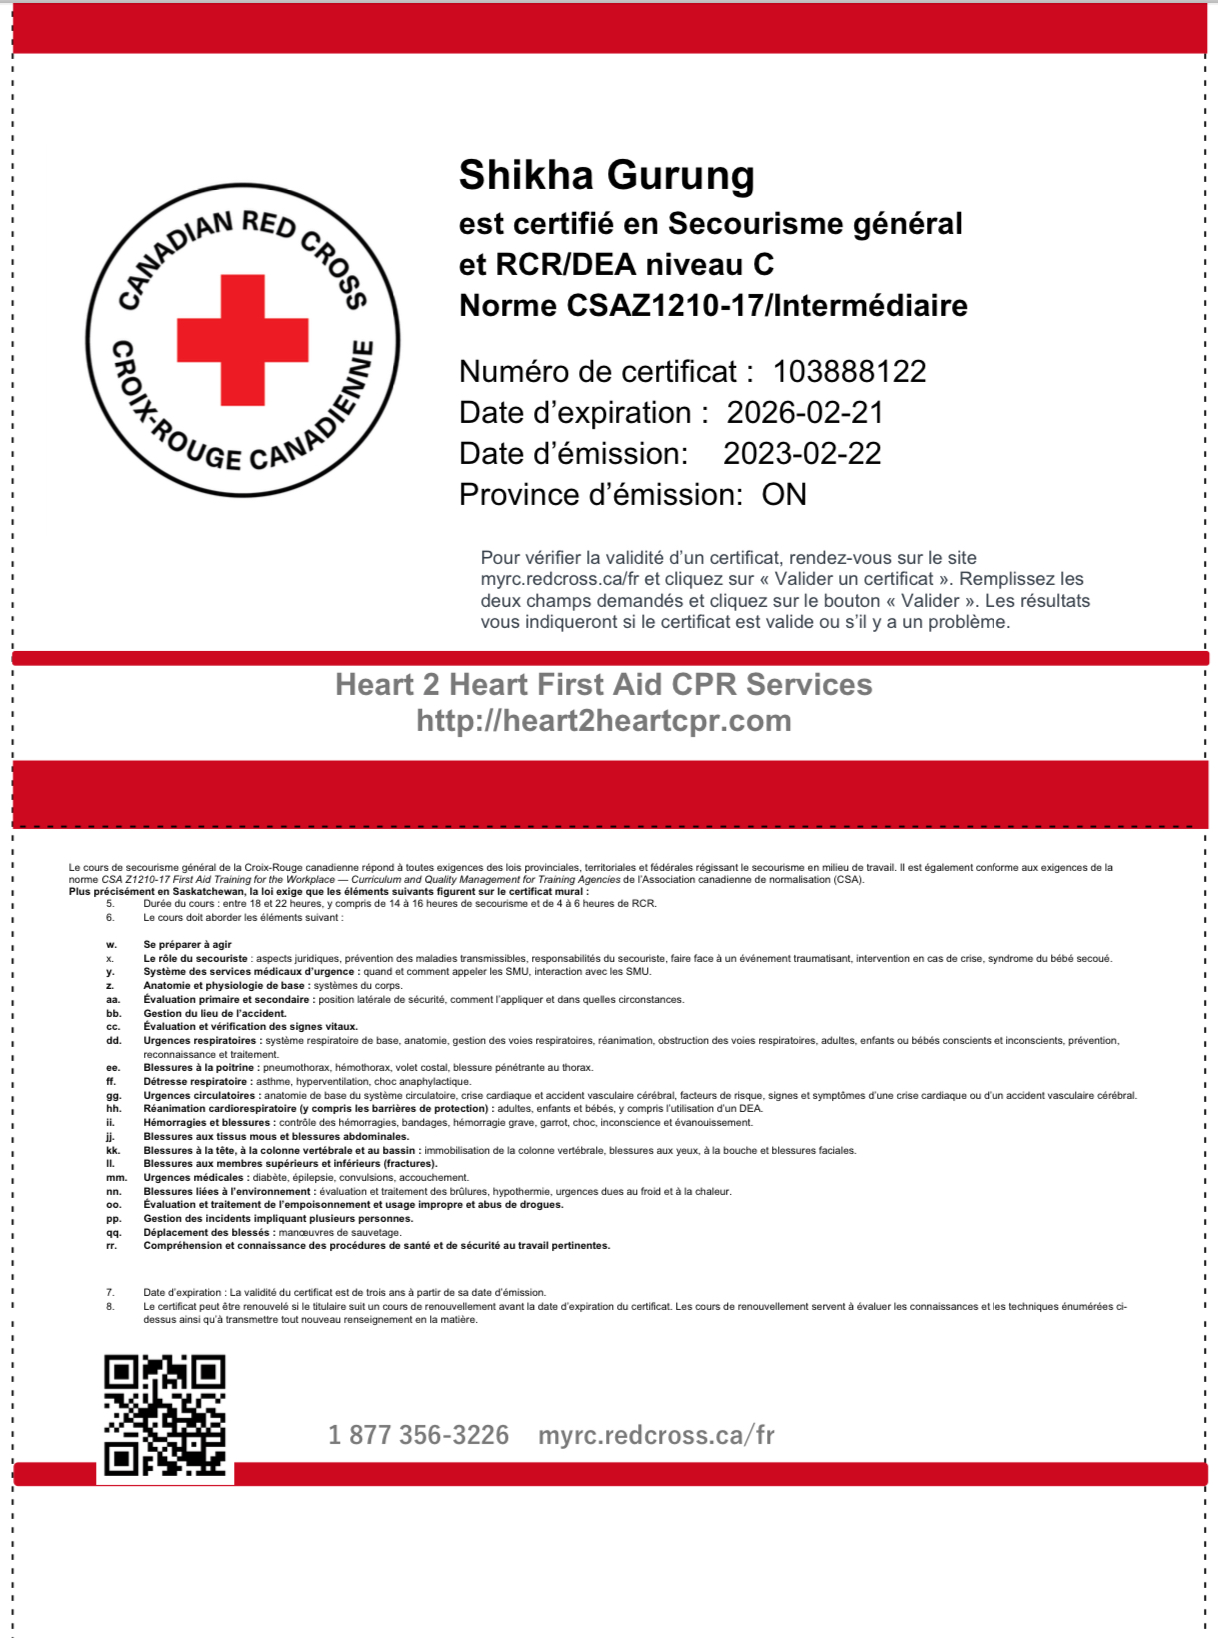 CANADIAN RED CROSS
CROIX-ROUGE CANADIENNE
Shikha Gurung
est certifié en Secourisme général
et RCR/DEA niveau C
Norme CSAZ1210-17/Intermédiaire
Numéro de certificat : 103888122
Date d'expiration : 2026-02-21
Date d'émission: 2023-02-22
Province d'émission: ON
Pour vérifier la validité d'un certificat, rendez-vous sur le site
myrc.redcross.ca/fr et cliquez sur « Valider un certificat ». Remplissez les
deux champs demandés et cliquez sur le bouton « Valider ». Les résultats
vous indiqueront si le certificat est valide ou s'il y a un problème.
Heart 2 Heart First Aid CPR Services
http://heart2heartcpr.com
Le cours de secourisme général de la Croix-Rouge canadienne répond à toutes exigences des lois provinciales, territoriales et fédérales régissant le secourisme en milieu de travail. Il est également conforme aux exigences de la
norme CSA Z1210-17 First Aid Training for the Workplace — Curriculum and Quality Management for Training Agencies de l'Association canadienne de normalisation (CSA).
Plus précisément en Saskatchewan, la loi exige que les éléments suivants figurent sur le certificat mural :
5. Durée du cours : entre 18 et 22 heures, y compris de 14 à 16 heures de secourisme et de 4 à 6 heures de RCR.
6. Le cours doit aborder les éléments suivant :
w. Se préparer à agir
x. Le rôle du secouriste : aspects juridiques, prévention des maladies transmissibles, responsabilités du secouriste, faire face à un événement traumatisant, intervention en cas de crise, syndrome du bébé secoué.
y. Système des services médicaux d'urgence : quand et comment appeler les SMU, interaction avec les SMU.
z. Anatomie et physiologie de base : systèmes du corps.
aa. Évaluation primaire et secondaire : position latérale de sécurité, comment l'appliquer et dans quelles circonstances.
bb. Gestion du lieu de l'accident.
cc. Évaluation et vérification des signes vitaux.
dd. Urgences respiratoires : système respiratoire de base, anatomie, gestion des voies respiratoires, réanimation, obstruction des voies respiratoires, adultes, enfants ou bébés conscients et inconscients, prévention,
reconnaissance et traitement.
ee. Blessures à la poitrine : pneumothorax, hémothorax, volet costal, blessure pénétrante au thorax.
ff. Détresse respiratoire : asthme, hyperventilation, choc anaphylactique.
gg. Urgences circulatoires : anatomie de base du système circulatoire, crise cardiaque et accident vasculaire cérébral, facteurs de risque, signes et symptômes d'une crise cardiaque ou d'un accident vasculaire cérébral.
hh. Réanimation cardiorespiratoire (y compris les barrières de protection) : adultes, enfants et bébés, y compris l'utilisation d'un DEA.
ii. Hémorragies et blessures : contrôle des hémorragies, bandages, hémorragie grave, garrot, choc, inconscience et évanouissement.
jj. Blessures aux tissus mous et blessures abdominales.
kk. Blessures à la tête, à la colonne vertébrale et au bassin : immobilisation de la colonne vertébrale, blessures aux yeux, à la bouche et blessures faciales.
ll. Blessures aux membres supérieurs et inférieurs (fractures).
mm. Urgences médicales : diabète, épilepsie, convulsions, accouchement.
nn. Blessures liées à l'environnement : évaluation et traitement des brûlures, hypothermie, urgences dues au froid et à la chaleur.
oo. Évaluation et traitement de l'empoisonnement et usage impropre et abus de drogues.
pp. Gestion des incidents impliquant plusieurs personnes.
qq. Déplacement des blessés : manœuvres de sauvetage.
rr. Compréhension et connaissance des procédures de santé et de sécurité au travail pertinentes.
7. Date d'expiration : La validité du certificat est de trois ans à partir de sa date d'émission.
8. Le certificat peut être renouvelé si le titulaire suit un cours de renouvellement avant la date d'expiration du certificat. Les cours de renouvellement servent à évaluer les connaissances et les techniques énumérées ci-
dessus ainsi qu'à transmettre tout nouveau renseignement en la matière.
1 877 356-3226 myrc.redcross.ca/fr